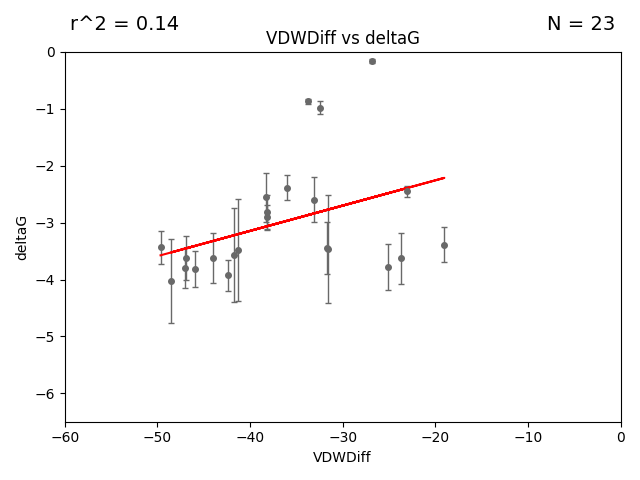 r^2 = 0.14
N = 23
VDWDiff vs deltaG
0
−1
−2
−3
−4
−5
−6
deltaG
−60 −50 −40 −30 −20 −10 0
VDWDiff